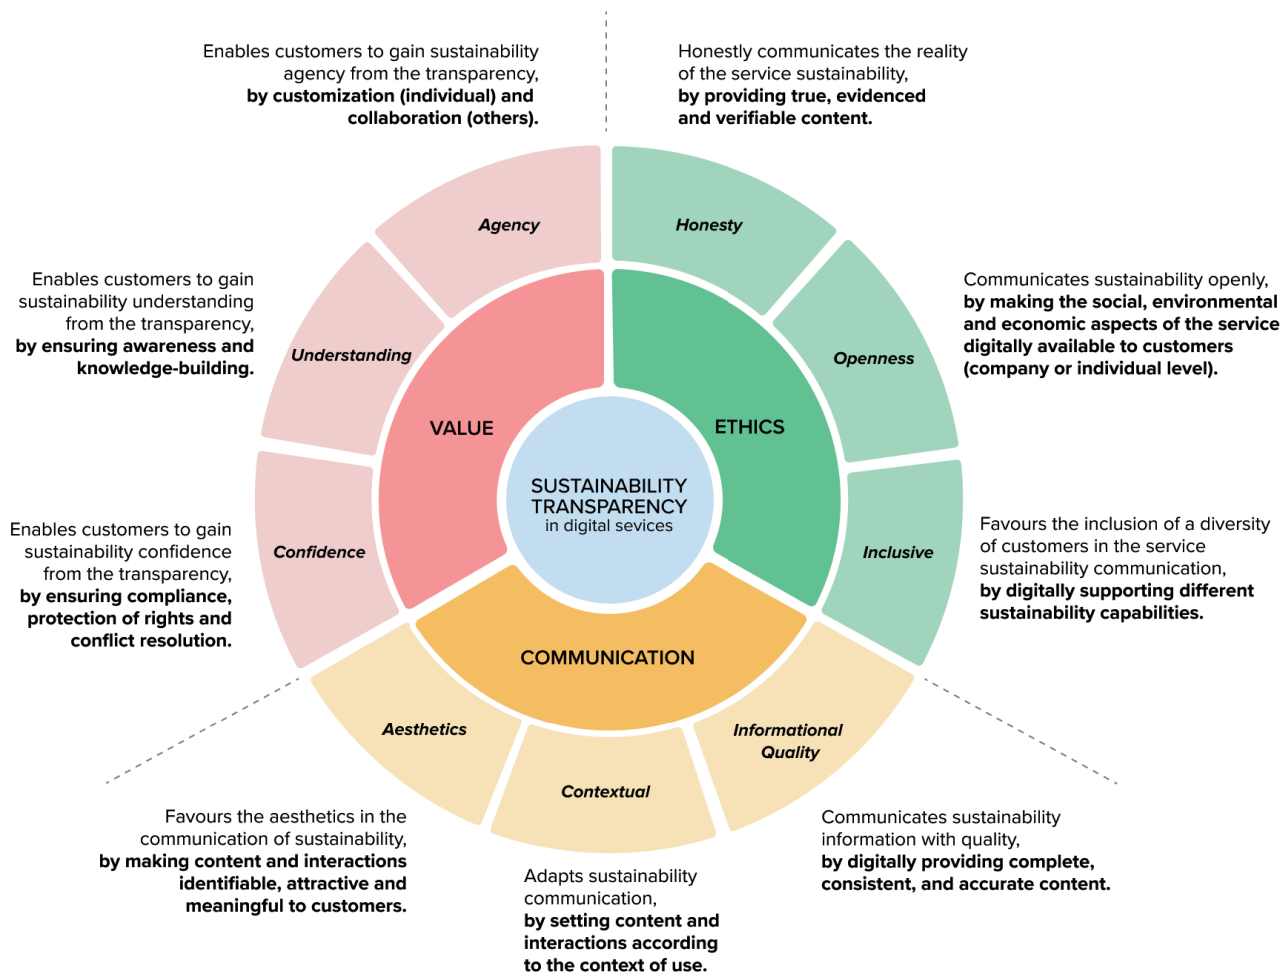 Enables customers to gain sustainability
agency from the transparency,
by customization (individual) and
collaboration (others).
Honestly communicates the reality
of the service sustainability,
by providing true, evidenced
and verifiable content.
Agency
Honesty
Enables customers to gain
sustainability understanding
from the transparency,
by ensuring awareness and
knowledge-building.
Understanding
Openness
Communicates sustainability openly,
by making the social, environmental
and economic aspects of the service
digitally available to customers
(company or individual level).
VALUE
ETHICS
SUSTAINABILITY
TRANSPARENCY
in digital sevices
Enables customers to gain
sustainability confidence
from the transparency,
by ensuring compliance,
protection of rights and
conflict resolution.
Confidence
Inclusive
Favours the inclusion of a diversity
of customers in the service
sustainability communication,
by digitally supporting different
sustainability capabilities.
COMMUNICATION
Aesthetics
Contextual
Informational
Quality
Favours the aesthetics in the
communication of sustainability,
by making content and interactions
identifiable, attractive and
meaningful to customers.
Adapts sustainability
communication,
by setting content and
interactions according
to the context of use.
Communicates sustainability
information with quality,
by digitally providing complete,
consistent, and accurate content.